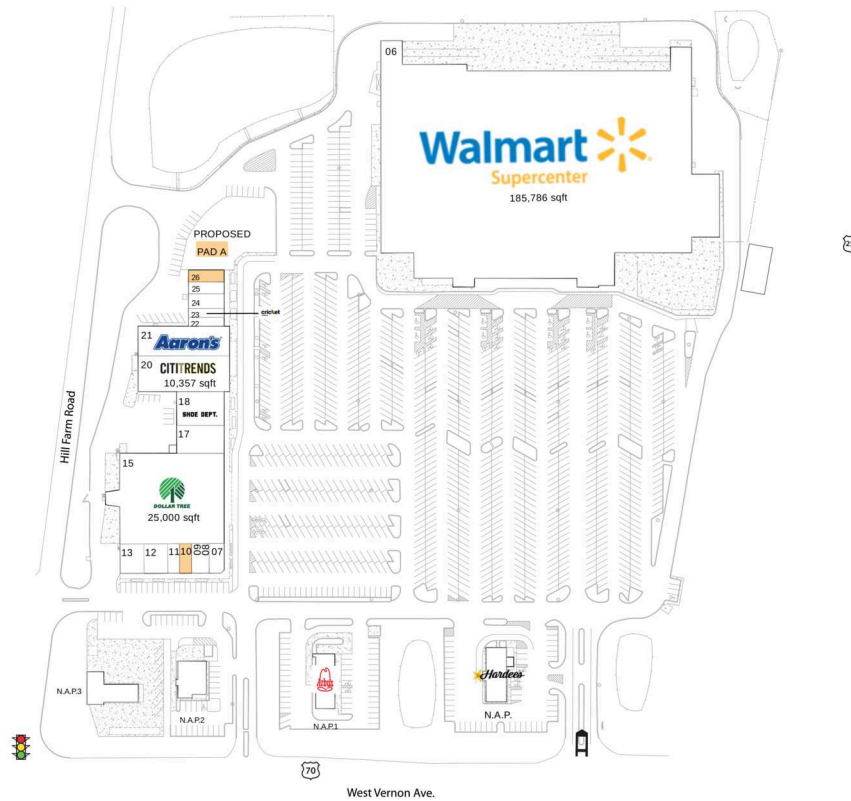 06
Walmart
Supercenter
185,786 sqft
PROPOSED
PAD A
26
25
24
23
cricket
22
21
Aaron's
20
CITITRENDS
10,357 sqft
18
SHOE DEPT.
17
Hill Farm Road
15
DOLLAR TREE
25,000 sqft
13
12
11
10
09
08
07
N.A.P.3
N.A.P.2
Arby's
N.A.P.1
Hardee's
N.A.P.
70
West Vernon Ave.